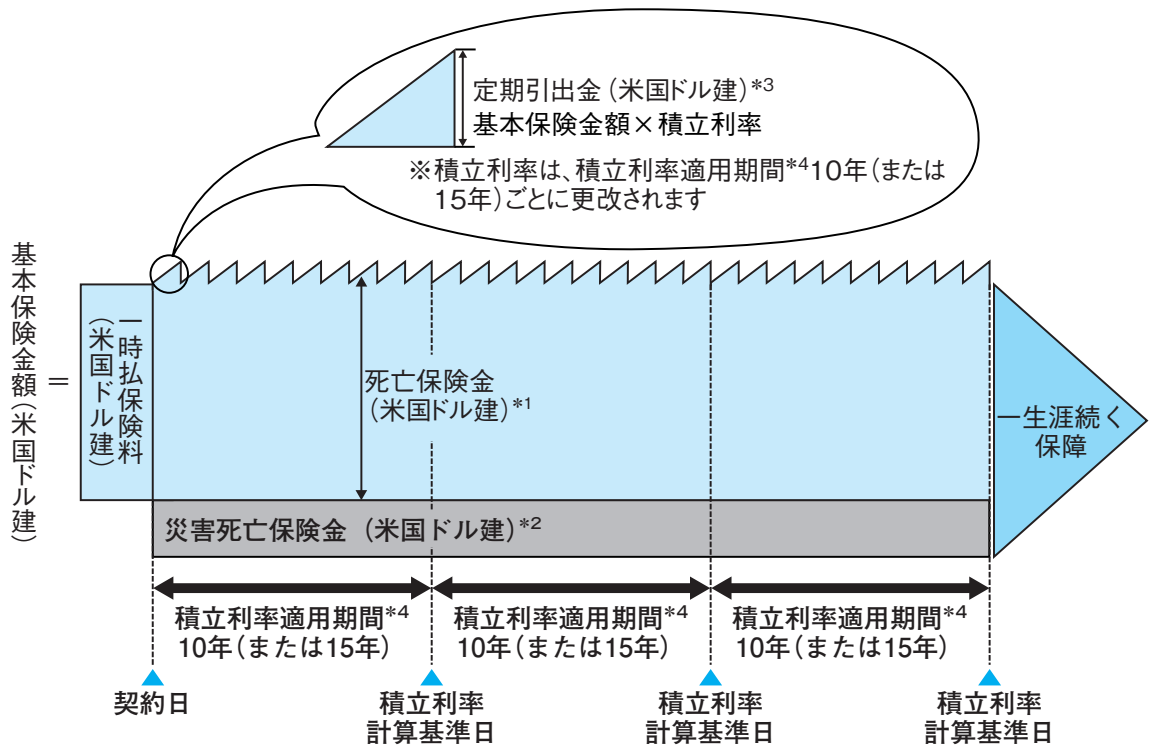 定期引出金（米国ドル建）*3
基本保険金額×積立利率
※積立利率は、積立利率適用期間*4 10年（または
15年）ごとに更改されます
基本保険金額（米国ドル建）
＝
一時払保険料
（米国ドル建）
死亡保険金
（米国ドル建）*1
一生涯続く
保障
災害死亡保険金（米国ドル建）*2
積立利率適用期間*4
10年（または15年）
積立利率適用期間*4
10年（または15年）
積立利率適用期間*4
10年（または15年）
契約日
積立利率
計算基準日
積立利率
計算基準日
積立利率
計算基準日